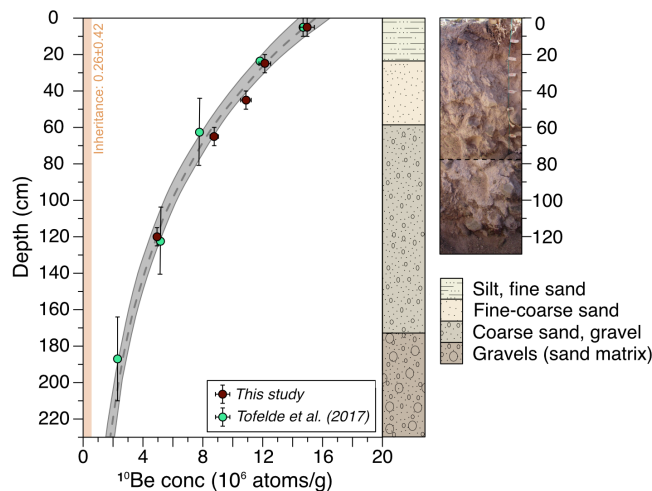 0
20
40
60
80
100
120
140
160
180
200
220
Depth (cm)
Inheritance: 0.26±0.42
0 4 8 12 16 20
¹⁰Be conc (10⁶ atoms/g)
This study
Tofelde et al. (2017)
0
20
40
60
80
100
120
Silt, fine sand
Fine-coarse sand
Coarse sand, gravel
Gravels (sand matrix)